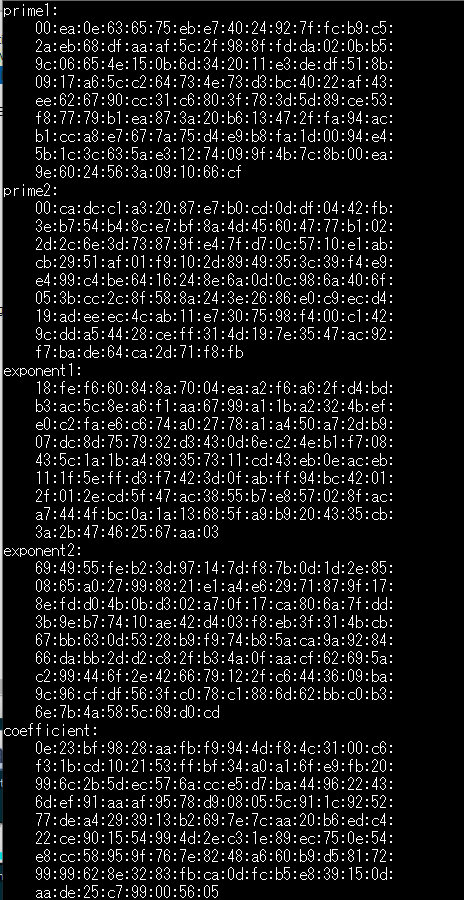 prime1:
00:ea:0e:63:65:75:eb:e7:40:24:92:7f:fc:b9:c5:
2a:eb:68:df:aa:af:5c:2f:98:8f:fd:da:02:0b:b5:
9c:06:65:4e:15:0b:6d:34:20:11:e3:de:df:51:8b:
09:17:a6:5c:c2:64:73:4e:73:d3:bc:40:22:af:43:
ee:62:67:90:cc:31:c6:80:3f:78:3d:5d:89:ce:53:
f8:77:79:b1:ea:87:3a:20:b6:13:47:2f:fa:94:ac:
b1:cc:a8:e7:67:7a:75:d4:e9:b8:fa:1d:00:94:e4:
5b:1c:3c:63:5a:e3:12:74:09:9f:4b:7c:8b:00:ea:
9e:60:24:56:3a:09:10:66:cf
prime2:
00:ca:dc:c1:a3:20:87:e7:b0:cd:0d:df:04:42:fb:
3e:b7:54:b4:8c:e7:bf:8a:4d:45:60:47:77:b1:02:
2d:2c:6e:3d:73:87:9f:e4:7f:d7:0c:57:10:e1:ab:
cb:29:51:af:01:f9:10:2d:89:49:35:3c:39:f4:e9:
e4:99:c4:be:64:16:24:8e:6a:0d:0c:98:6a:40:6f:
05:3b:cc:2c:8f:58:8a:24:3e:26:86:e0:c9:ec:d4:
19:ad:ee:ec:4c:ab:11:e7:30:75:98:f4:00:c1:42:
9c:dd:a5:44:28:ce:ff:31:4d:19:7e:35:47:ac:92:
f7:ba:de:64:ca:2d:71:f8:fb
exponent1:
18:fe:f6:60:84:8a:70:04:ea:a2:f6:a6:2f:d4:bd:
b3:ac:5c:8e:a6:f1:aa:67:99:a1:1b:a2:32:4b:ef:
e0:c2:fa:e6:c6:74:a0:27:78:a1:a4:50:a7:2d:b9:
07:dc:8d:75:79:32:d3:43:0d:6e:c2:4e:b1:f7:08:
43:5c:1a:1b:a4:89:35:73:11:cd:43:eb:0e:ac:eb:
11:1f:5e:ff:d3:f7:42:3d:0f:ab:ff:94:bc:42:01:
2f:01:2e:cd:5f:47:ac:38:55:b7:e8:57:02:8f:ac:
a7:44:4f:bc:0a:1a:13:68:5f:a9:b9:20:43:35:cb:
3a:2b:47:46:25:67:aa:03
exponent2:
69:49:55:fe:b2:3d:97:14:7d:f8:7b:0d:1d:2e:85:
08:65:a0:27:99:88:21:e1:a4:e6:29:71:87:9f:17:
8e:fd:d0:4b:0b:d3:02:a7:0f:17:ca:80:6a:7f:dd:
3b:9e:b7:74:10:ae:42:d4:03:f8:eb:3f:31:4b:cb:
67:bb:63:0d:53:28:b9:f9:74:b8:5a:ca:9a:92:84:
66:da:bb:2d:d2:c8:2f:b3:4a:0f:aa:cf:62:69:5a:
c2:99:44:6f:2e:42:66:79:12:2f:c6:44:36:09:ba:
9c:96:cf:df:56:3f:c0:78:c1:88:6d:62:bb:c0:b3:
6e:7b:4a:58:5c:69:d0:cd
coefficient:
0e:23:bf:98:28:aa:fb:f9:94:4d:f8:4c:31:00:c6:
f3:1b:cd:10:21:53:ff:bf:34:a0:a1:6f:e9:fb:20:
99:6c:2b:5d:ec:57:6a:cc:e5:d7:ba:44:96:22:43:
6d:ef:91:aa:af:95:78:d9:08:05:5c:91:1c:92:52:
77:de:a4:29:39:13:b2:69:7e:7c:aa:20:b6:ed:c4:
22:ce:90:15:54:99:4d:2e:c3:1e:89:ec:75:0e:54:
e8:cc:58:95:9f:76:7e:82:48:a6:60:b9:d5:81:72:
99:99:62:8e:32:83:fb:ca:0d:fc:b5:e8:39:15:0d:
aa:de:25:c7:99:00:56:05